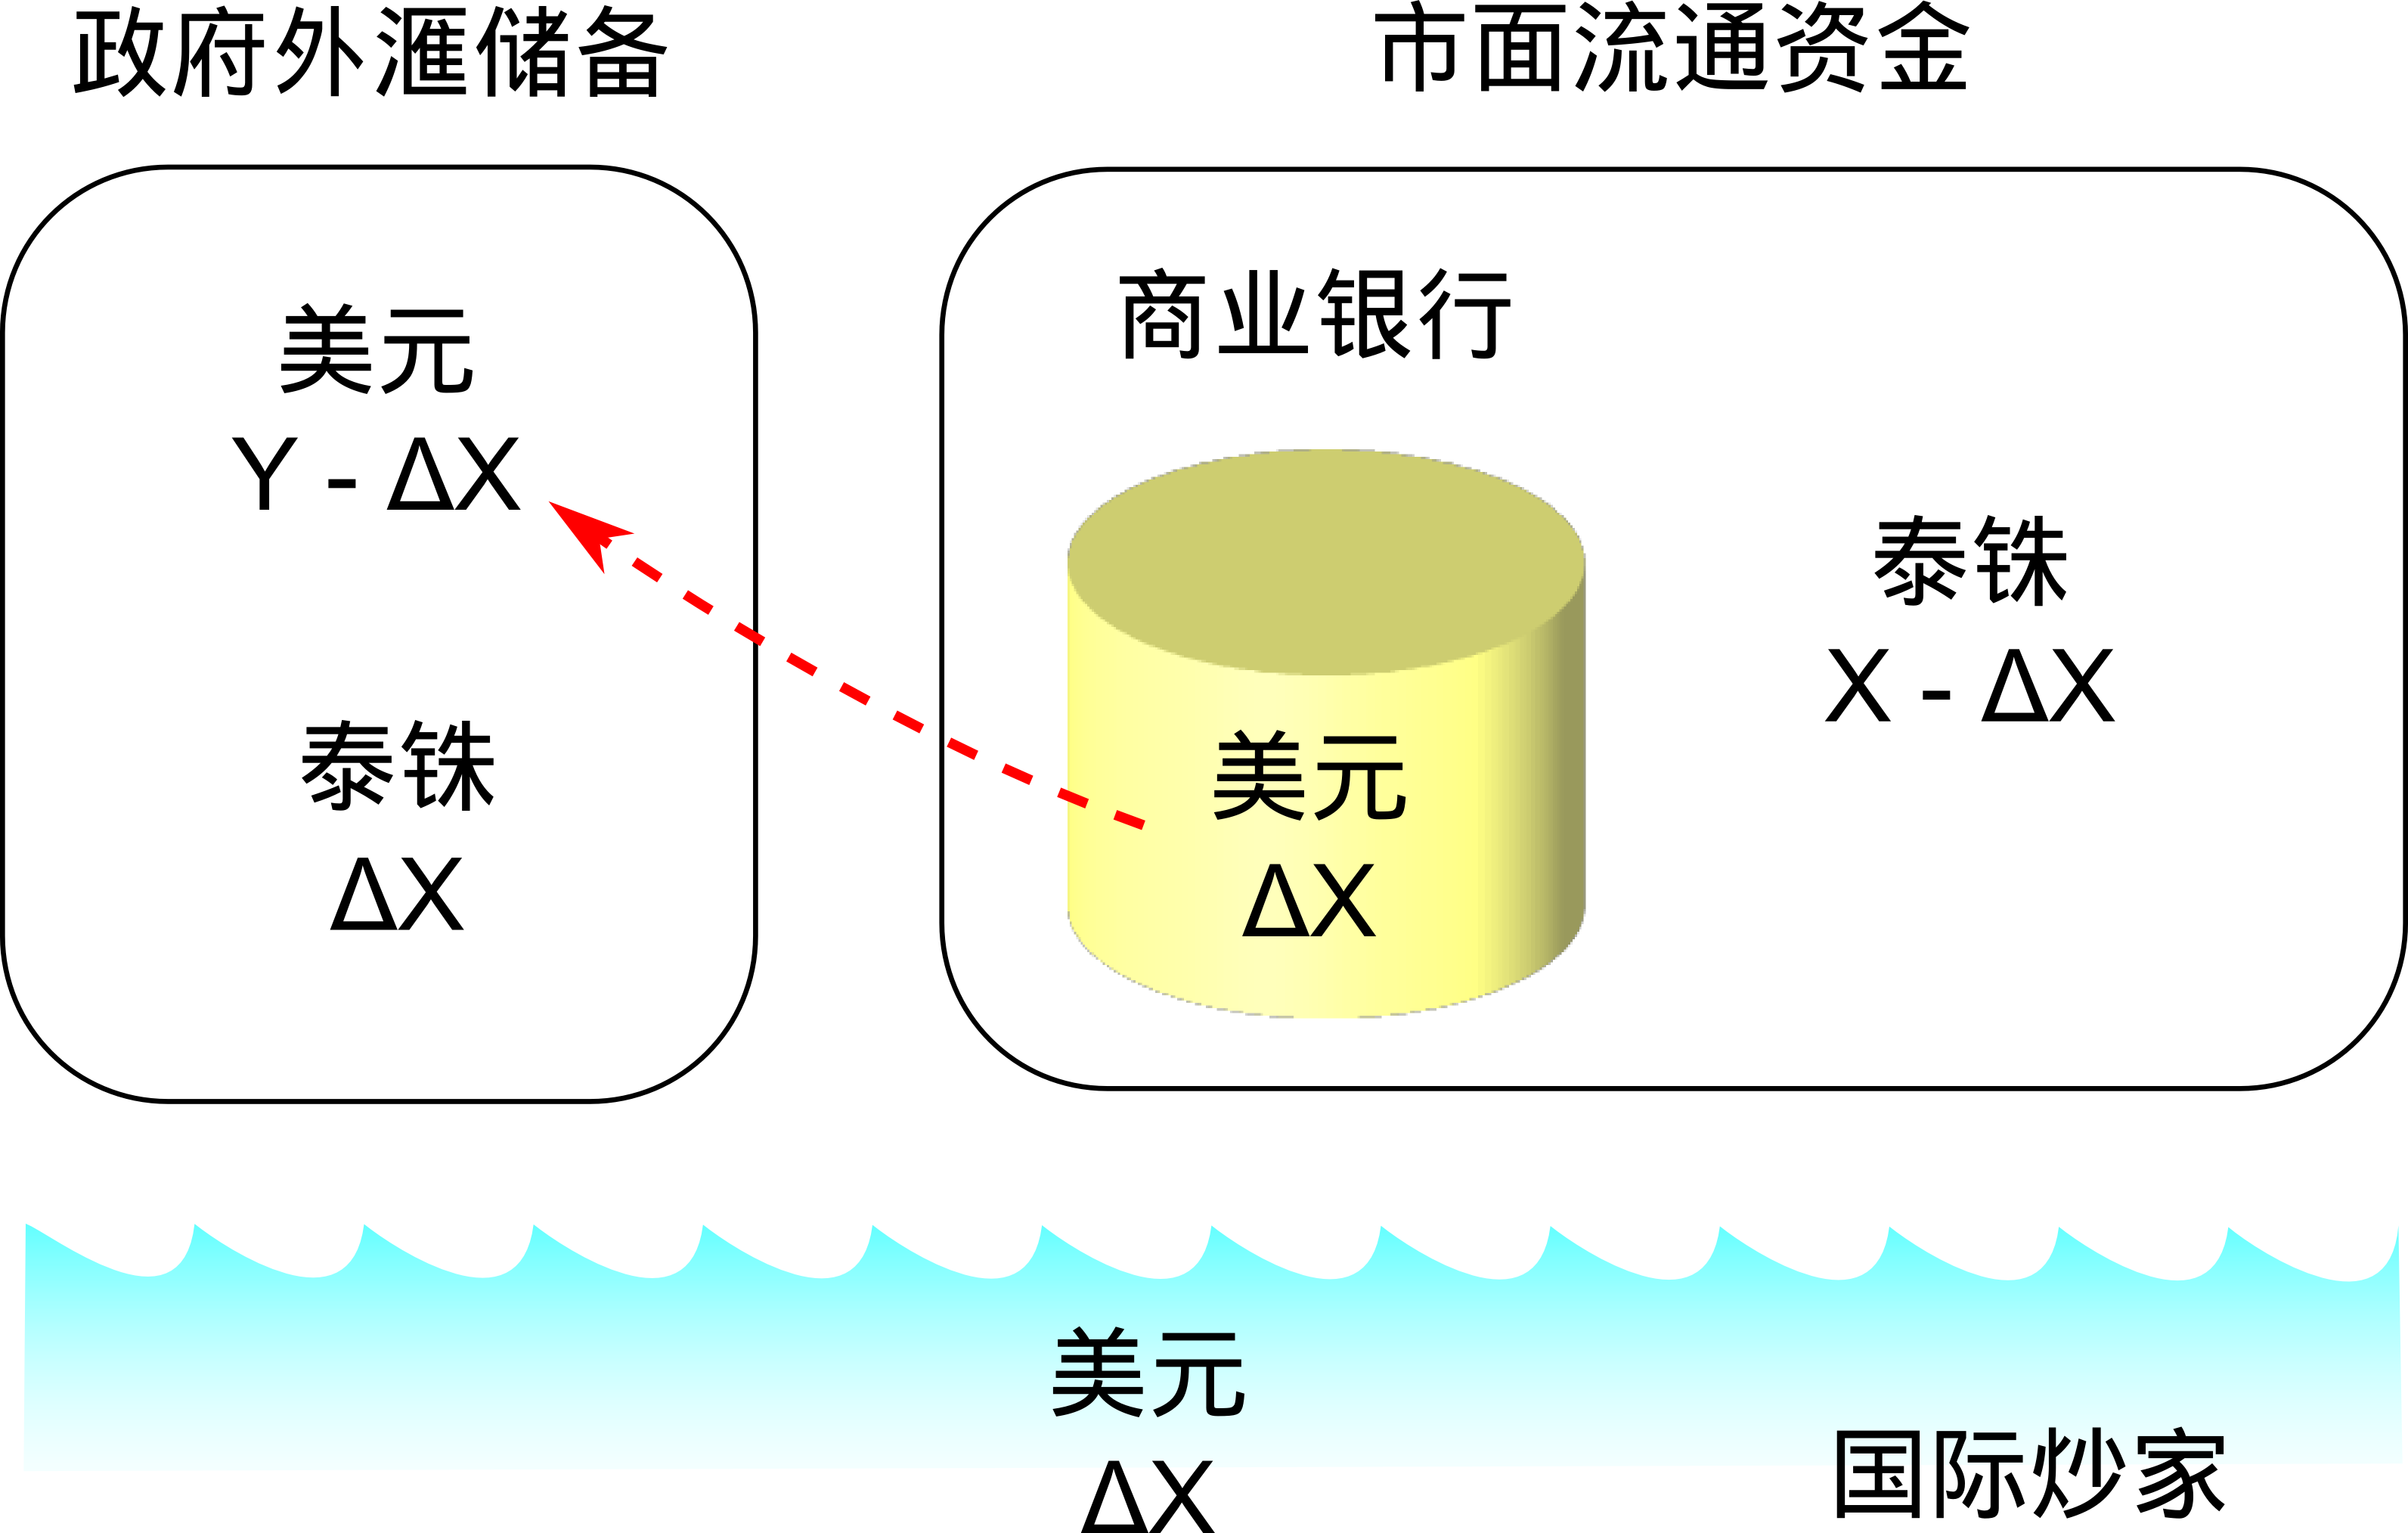 政府外匯储备
市面流通资金
美元
Y - ΔX
泰铢
ΔX
商业银行
美元
ΔX
泰铢
X - ΔX
美元
ΔX
国际炒家